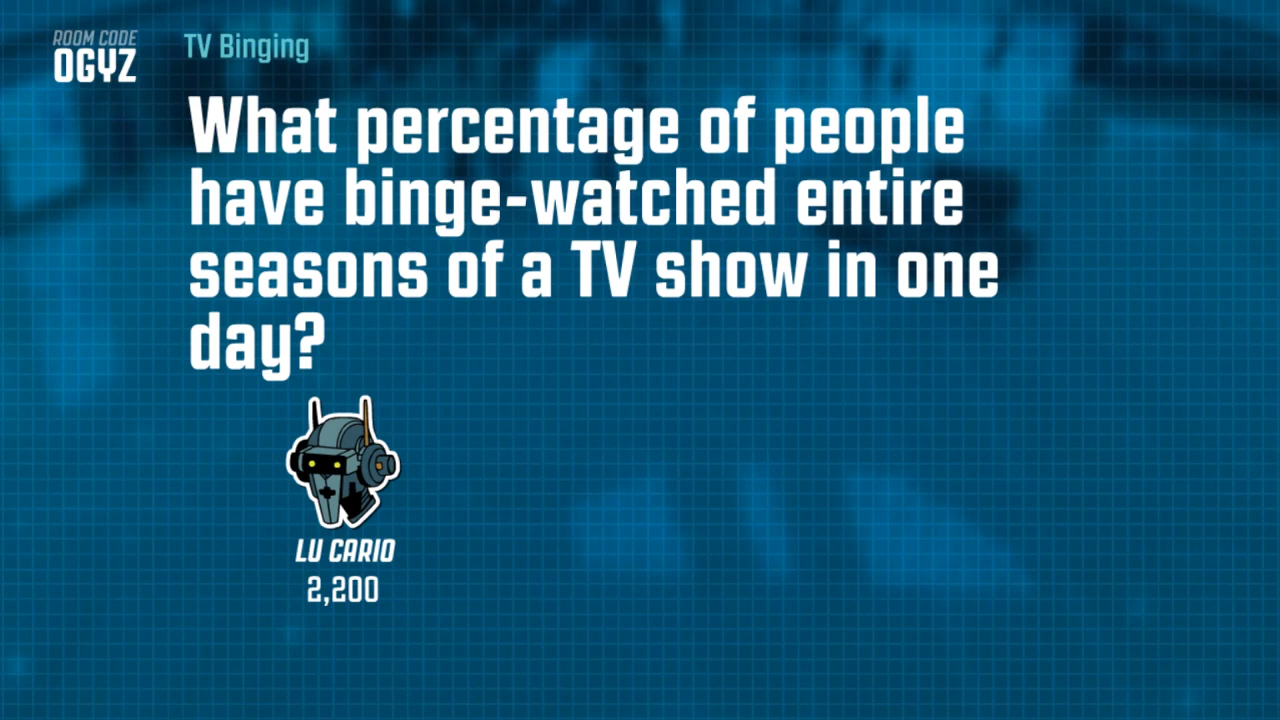 ROOM CODE
OGYZ
TV Binging
What percentage of people
have binge-watched entire
seasons of a TV show in one
day?
LU CARIO
2,200